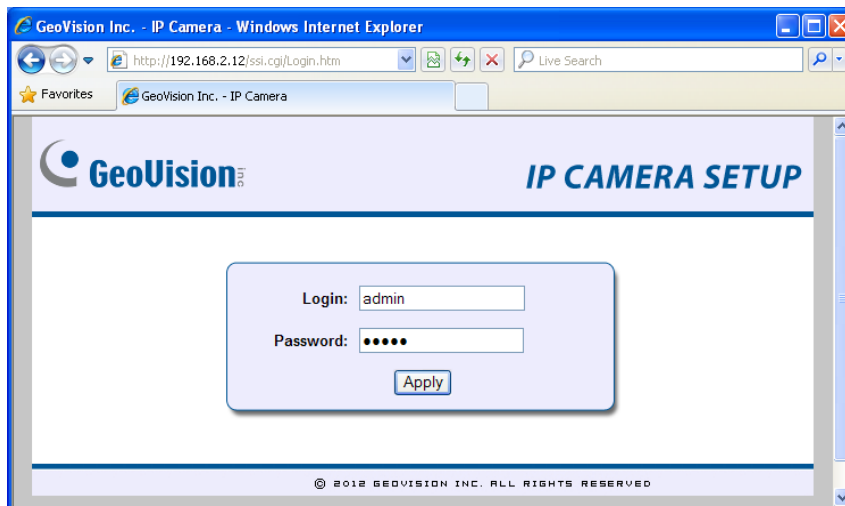 GeoVision Inc. - IP Camera - Windows Internet Explorer
http://192.168.2.12/ssi.cgi/Login.htm
Live Search
Favorites
GeoVision Inc. - IP Camera
GeoVision inc
IP CAMERA SETUP
Login: admin
Password: •••••
Apply
© 2012 GEOVISION INC. ALL RIGHTS RESERVED